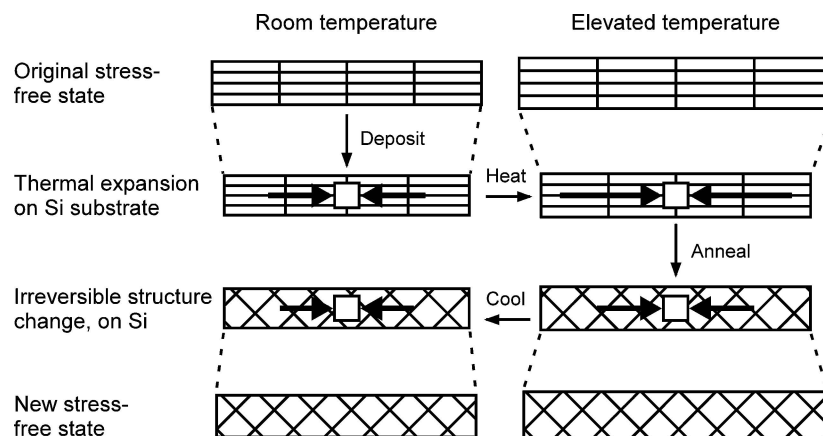 Room temperature
Elevated temperature
Original stress-
free state
Deposit
Thermal expansion
on Si substrate
Heat
Anneal
Irreversible structure
change, on Si
Cool
New stress-
free state